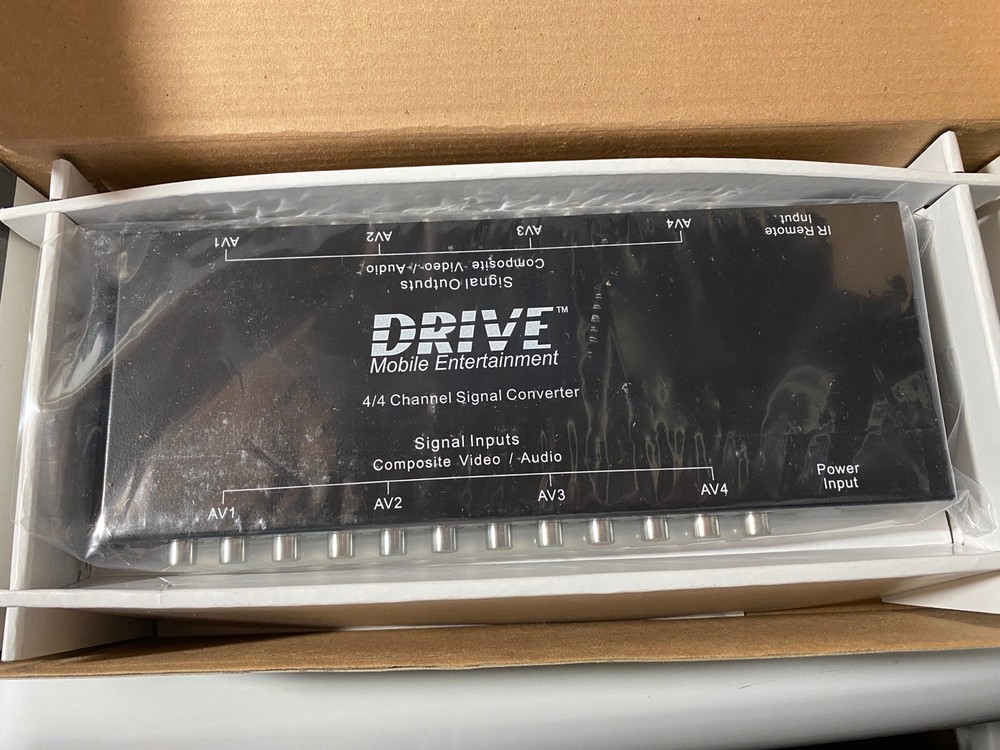 AV1 AV2 AV3 AV4
IR Remote
Input
Composite Video / Audio
Signal Outputs
DRIVE™
Mobile Entertainment
4/4 Channel Signal Converter
Signal Inputs
Composite Video / Audio
AV1 AV2 AV3 AV4
Power
Input